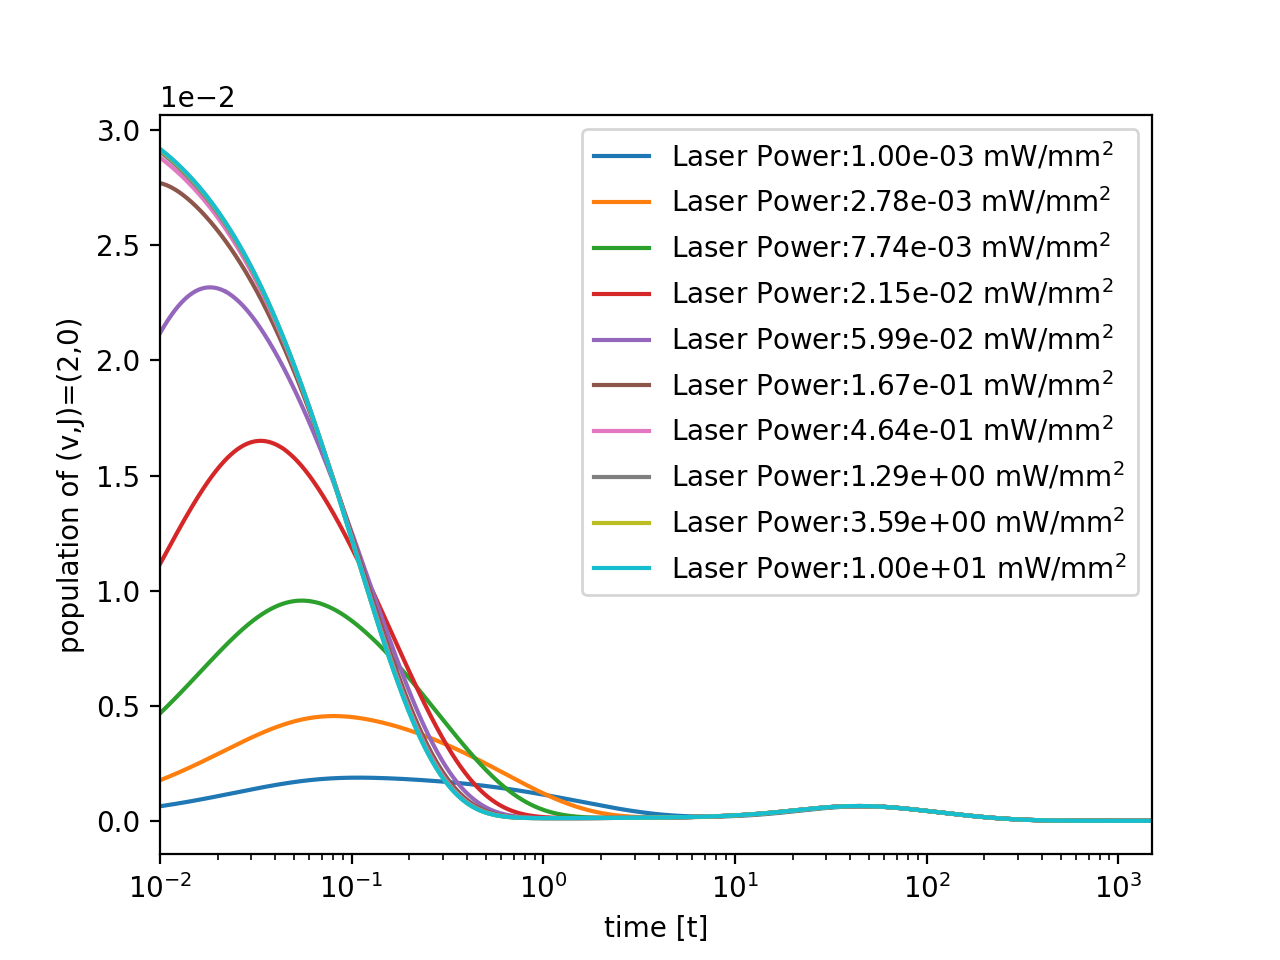 1e−2
3.0
2.5
2.0
1.5
1.0
0.5
0.0
population of (v,J)=(2,0)
Laser Power:1.00e-03 mW/mm²
Laser Power:2.78e-03 mW/mm²
Laser Power:7.74e-03 mW/mm²
Laser Power:2.15e-02 mW/mm²
Laser Power:5.99e-02 mW/mm²
Laser Power:1.67e-01 mW/mm²
Laser Power:4.64e-01 mW/mm²
Laser Power:1.29e+00 mW/mm²
Laser Power:3.59e+00 mW/mm²
Laser Power:1.00e+01 mW/mm²
10⁻² 10⁻¹ 10⁰ 10¹ 10² 10³
time [t]